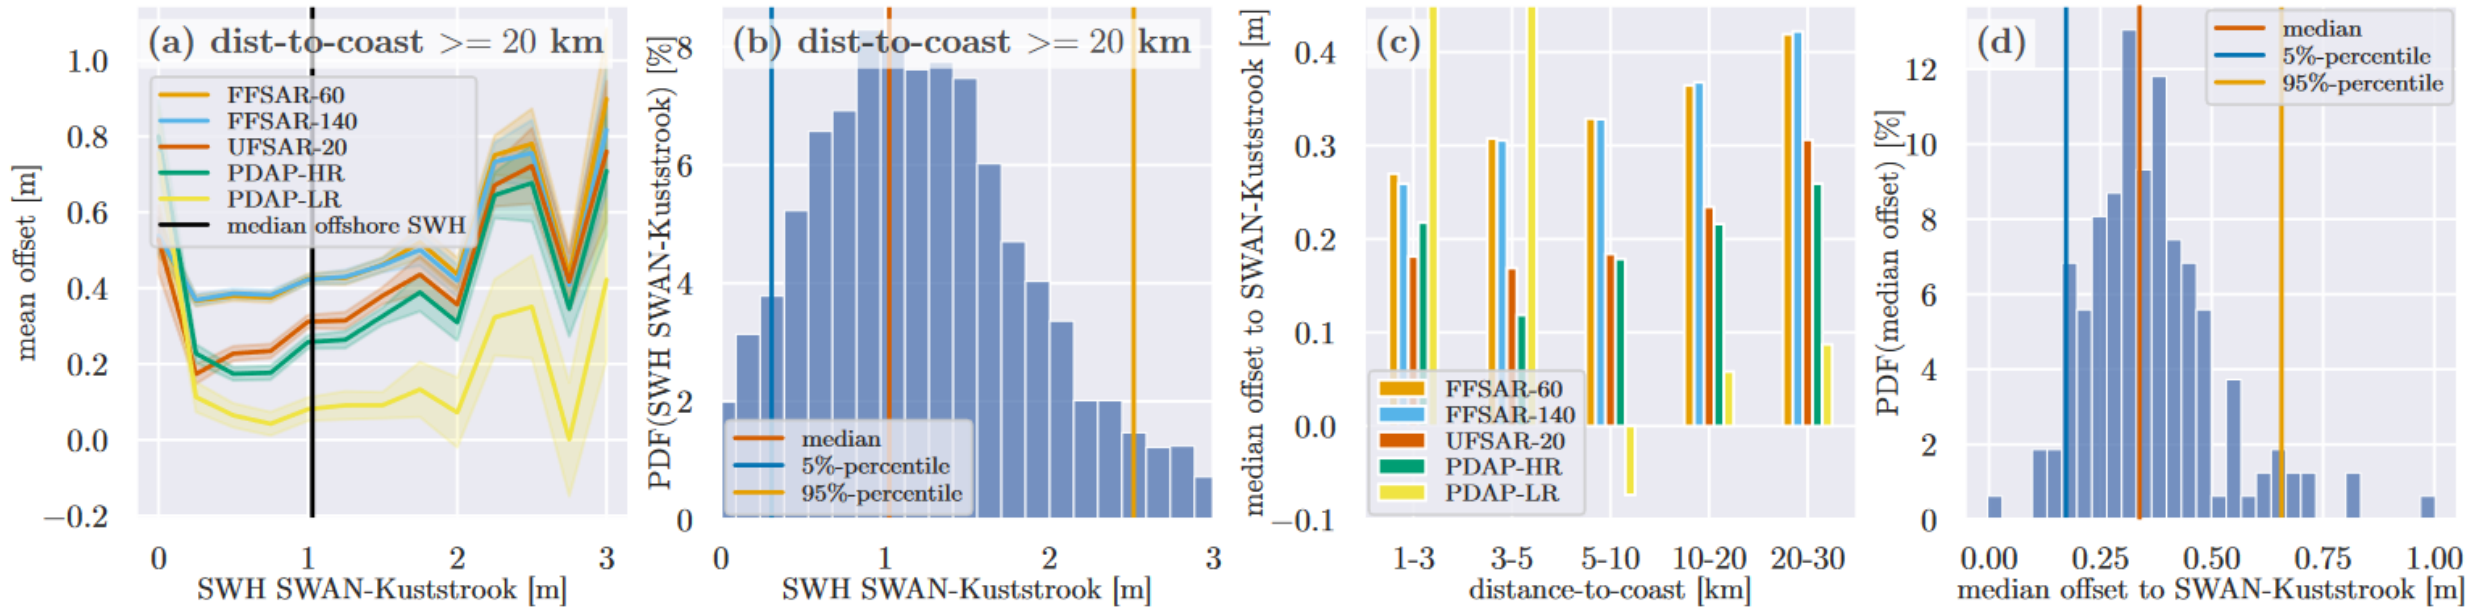 (a) dist-to-coast >= 20 km
mean offset [m]
1.0
0.8
0.6
0.4
0.2
0.0
−0.2
FFSAR-60
FFSAR-140
UFSAR-20
PDAP-HR
PDAP-LR
median offshore SWH
0 1 2 3
SWH SWAN-Kuststrook [m]
(b) dist-to-coast >= 20 km
PDF(SWH SWAN-Kuststrook) [%]
8
6
4
2
0
median
5%-percentile
95%-percentile
0 1 2 3
SWH SWAN-Kuststrook [m]
(c)
median offset to SWAN-Kuststrook [m]
0.4
0.3
0.2
0.1
0.0
−0.1
FFSAR-60
FFSAR-140
UFSAR-20
PDAP-HR
PDAP-LR
1-3 3-5 5-10 10-20 20-30
distance-to-coast [km]
(d)
PDF(median offset) [%]
12
10
8
6
4
2
0
median
5%-percentile
95%-percentile
0.00 0.25 0.50 0.75 1.00
median offset to SWAN-Kuststrook [m]